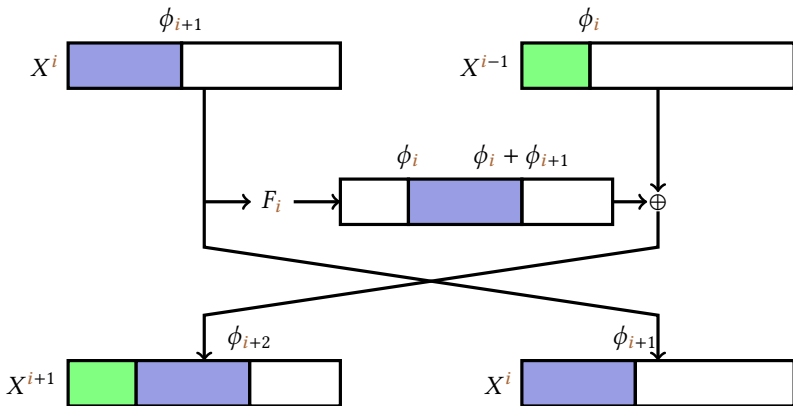 ϕ_{i+1} ϕ_i
X^i X^{i−1}
ϕ_i ϕ_i + ϕ_{i+1}
F_i ⊕
ϕ_{i+2} ϕ_{i+1}
X^{i+1} X^i